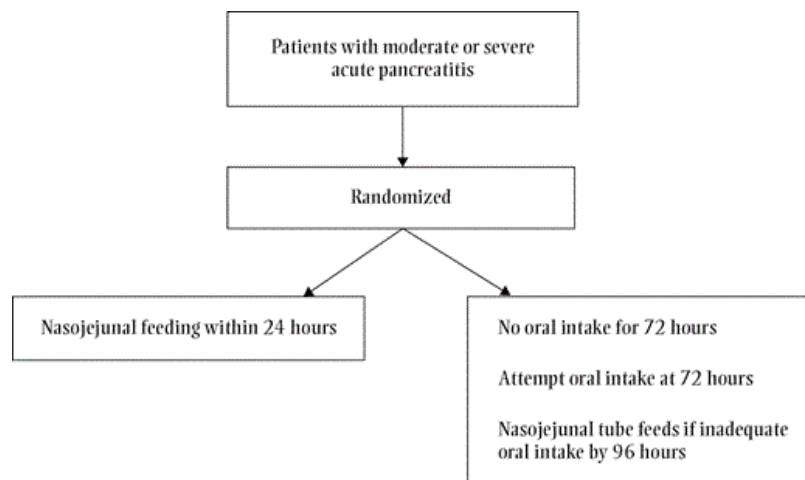 Patients with moderate or severe
acute pancreatitis
Randomized
Nasojejunal feeding within 24 hours
No oral intake for 72 hours
Attempt oral intake at 72 hours
Nasojejunal tube feeds if inadequate
oral intake by 96 hours